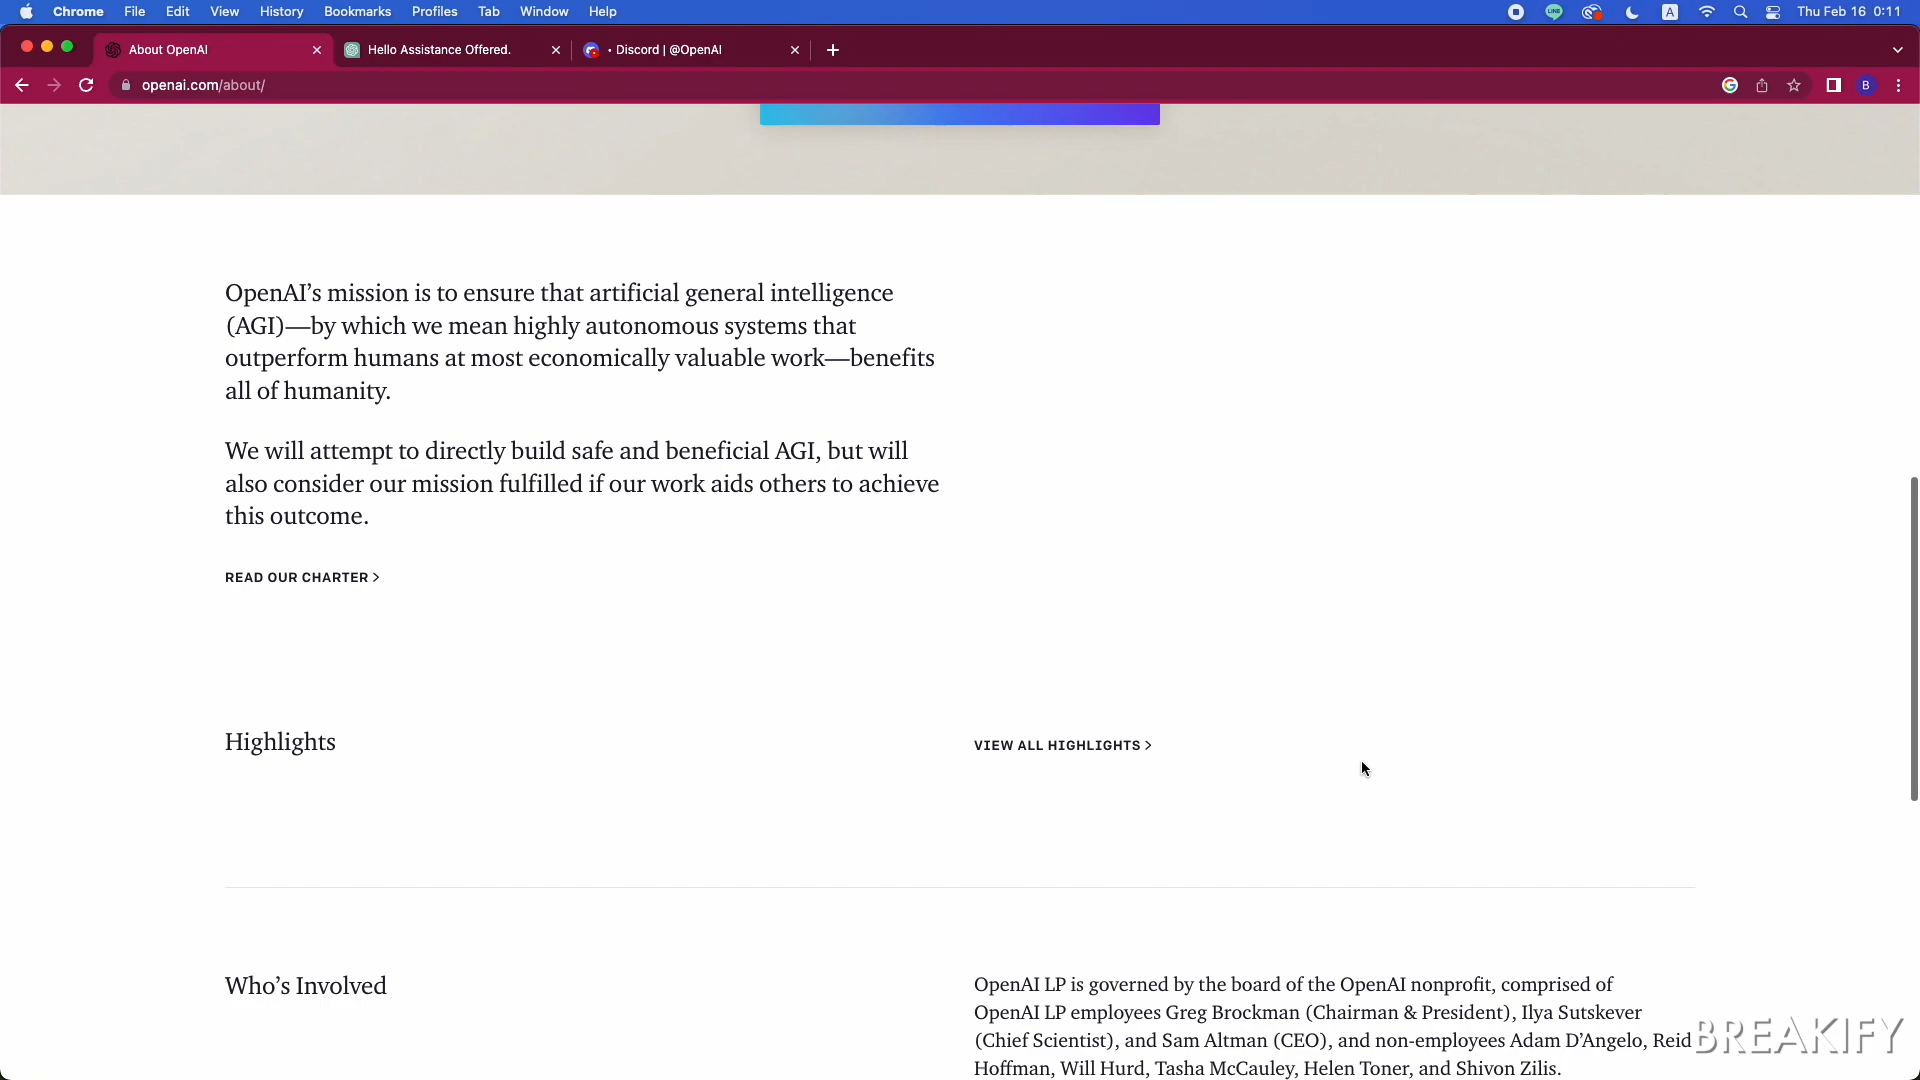 Chrome File Edit View History Bookmarks Profiles Tab Window Help
LINE A Thu Feb 16 0:11
About OpenAI
Hello Assistance Offered.
• Discord | @OpenAI
openai.com/about/
B
OpenAI’s mission is to ensure that artificial general intelligence
(AGI)—by which we mean highly autonomous systems that
outperform humans at most economically valuable work—benefits
all of humanity.
We will attempt to directly build safe and beneficial AGI, but will
also consider our mission fulfilled if our work aids others to achieve
this outcome.
READ OUR CHARTER >
Highlights
VIEW ALL HIGHLIGHTS >
Who’s Involved
OpenAI LP is governed by the board of the OpenAI nonprofit, comprised of
OpenAI LP employees Greg Brockman (Chairman & President), Ilya Sutskever
(Chief Scientist), and Sam Altman (CEO), and non-employees Adam D’Angelo, Reid
Hoffman, Will Hurd, Tasha McCauley, Helen Toner, and Shivon Zilis.
BREAKIFY